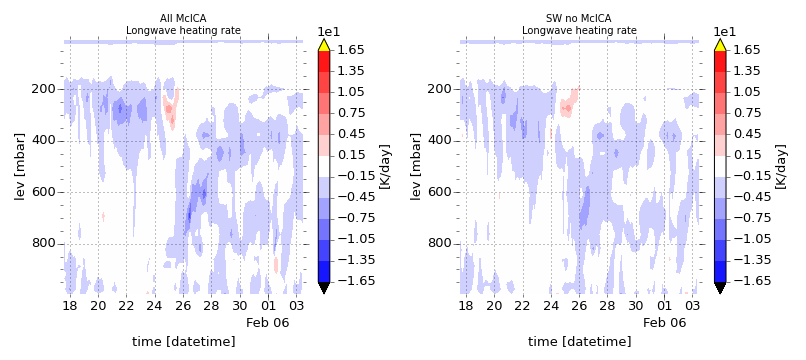 All McICA
Longwave heating rate
1e1
1.65
1.35
1.05
0.75
0.45
0.15
−0.15
−0.45
−0.75
−1.05
−1.35
−1.65
[K/day]
lev [mbar]
200
400
600
800
18 20 22 24 26 28 30 01 03
Feb 06
time [datetime]
SW no McICA
Longwave heating rate
1e1
1.65
1.35
1.05
0.75
0.45
0.15
−0.15
−0.45
−0.75
−1.05
−1.35
−1.65
[K/day]
lev [mbar]
200
400
600
800
18 20 22 24 26 28 30 01 03
Feb 06
time [datetime]